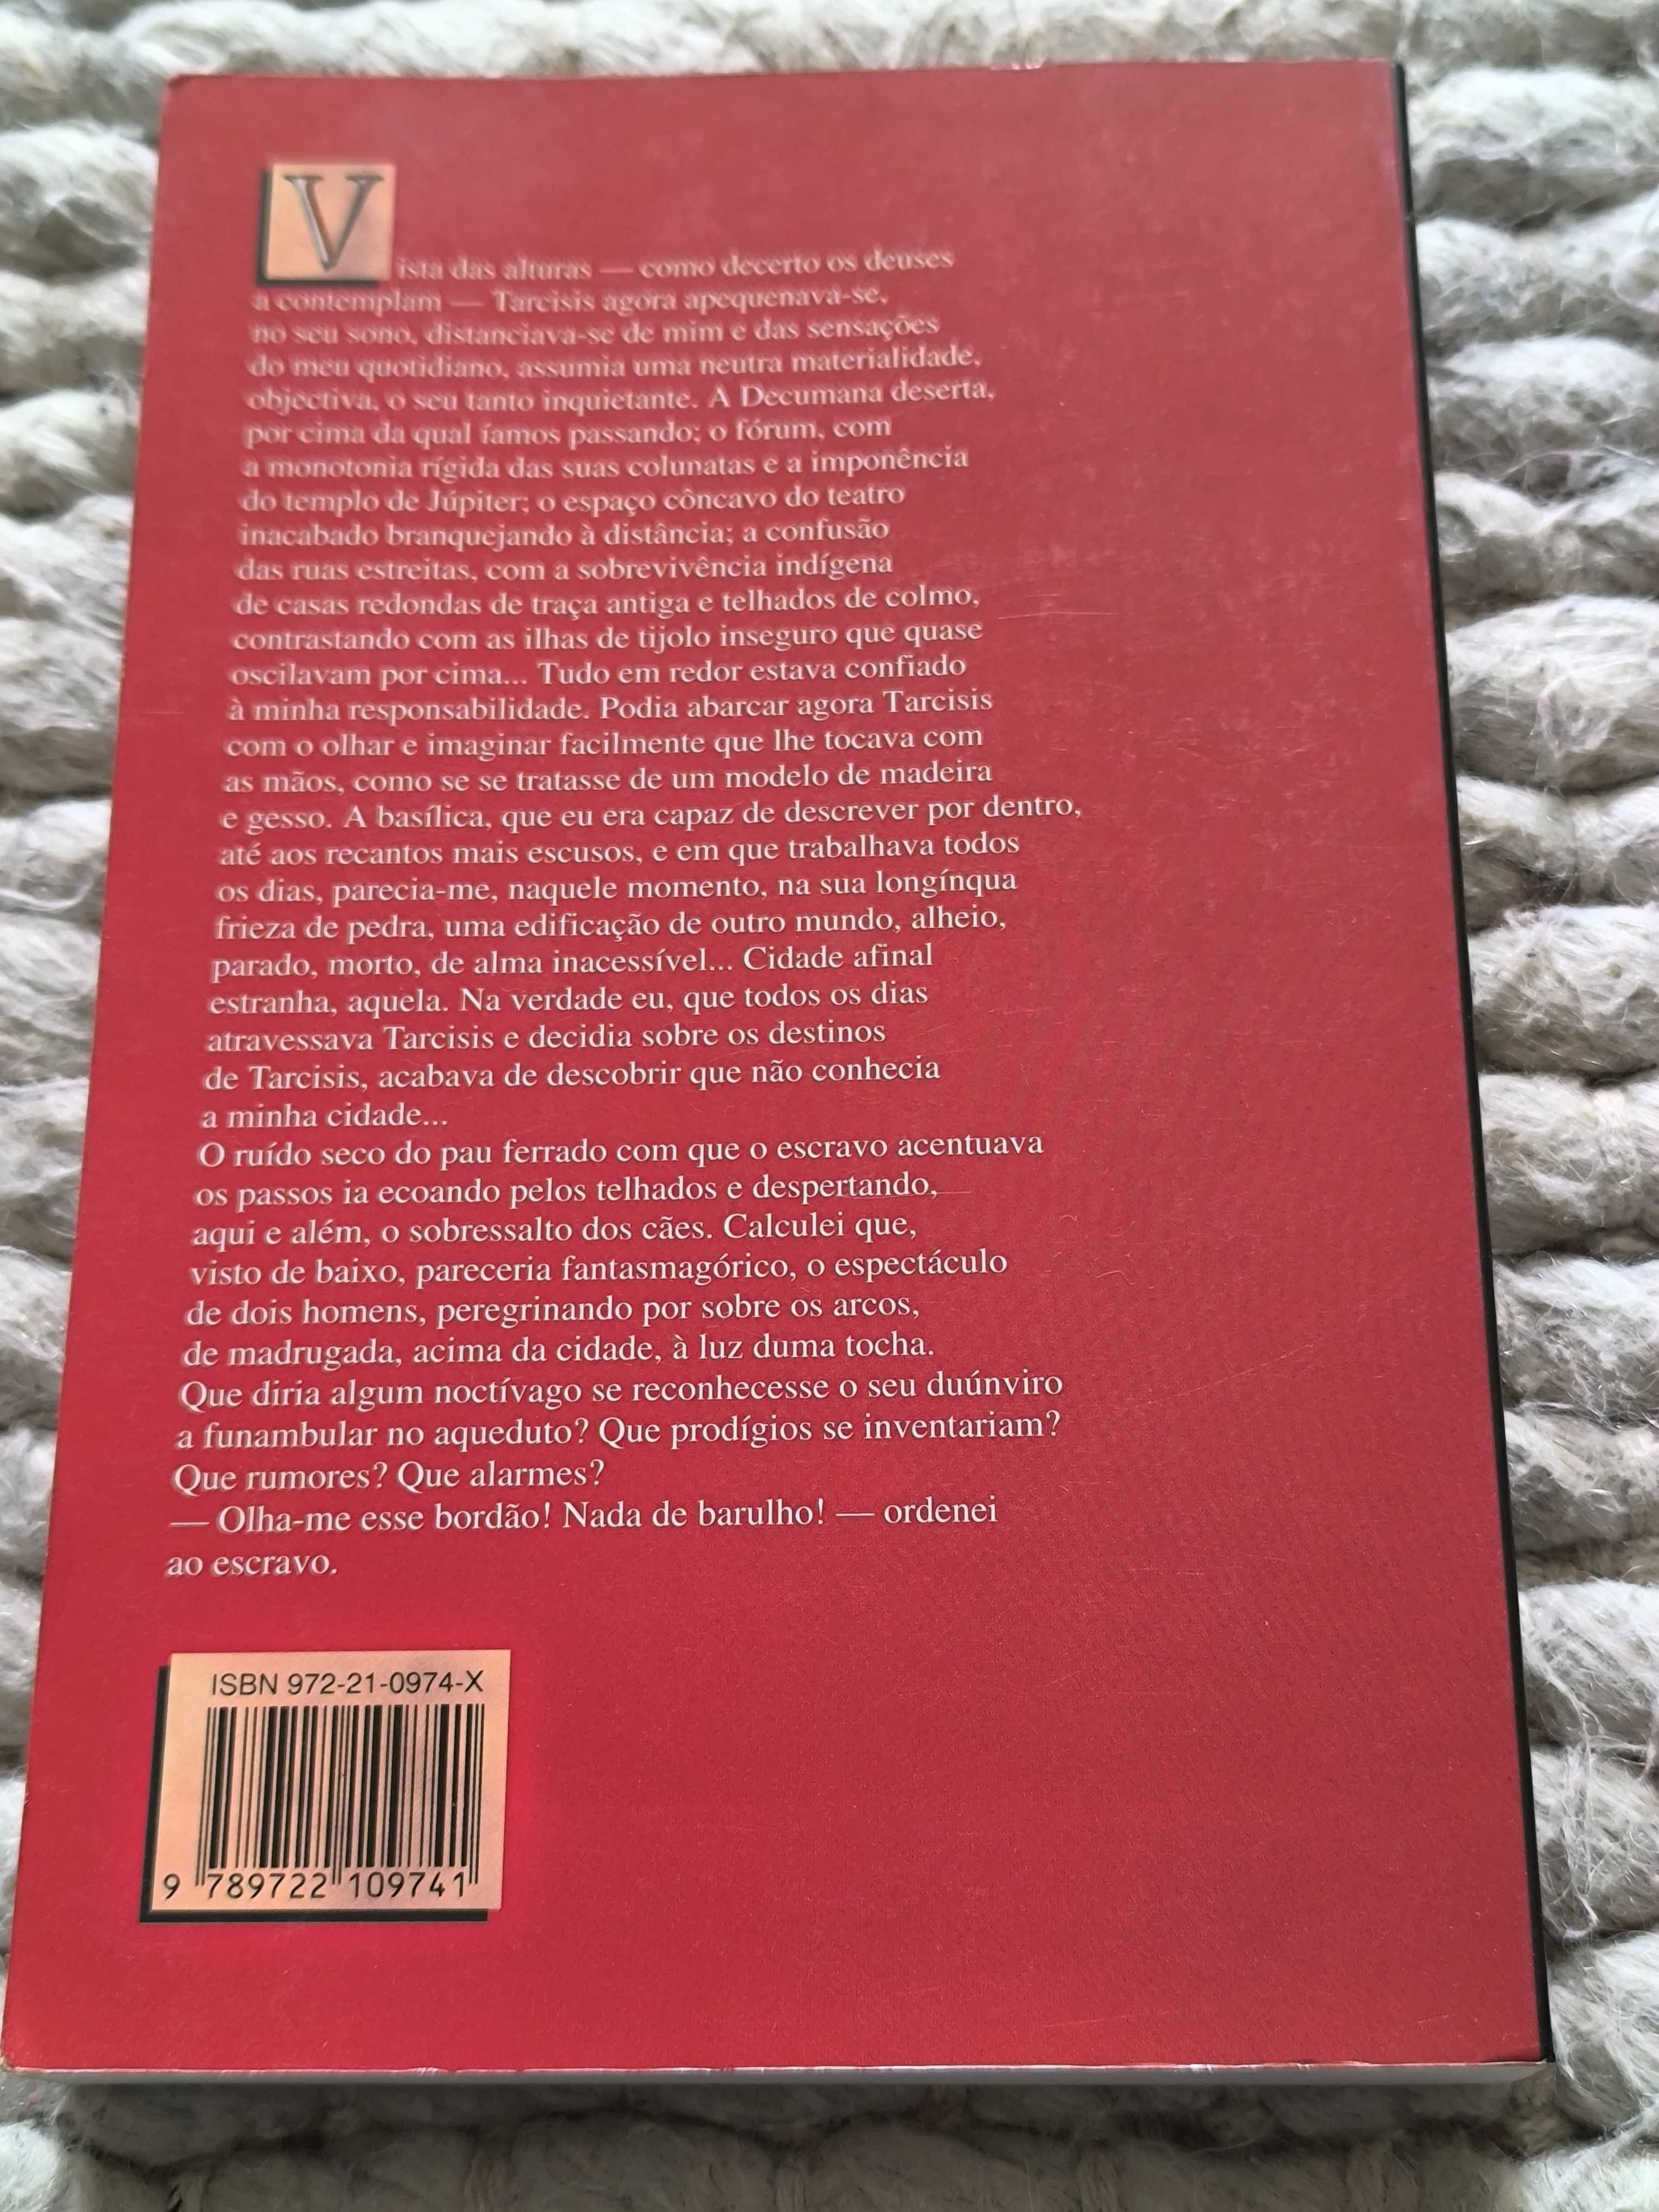 Vista das alturas — como decerto os deuses
a contemplam — Tarcisis agora apequenava-se,
no seu sono, distanciava-se de mim e das sensações
do meu quotidiano, assumia uma neutra materialidade,
objectiva, o seu tanto inquietante. A Decumana deserta,
por cima da qual íamos passando; o fórum, com
a monotonia rígida das suas colunatas e a imponência
do templo de Júpiter; o espaço côncavo do teatro
inacabado branquejando à distância; a confusão
das ruas estreitas, com a sobrevivência indígena
de casas redondas de traça antiga e telhados de colmo,
contrastando com as ilhas de tijolo inseguro que quase
oscilavam por cima... Tudo em redor estava confiado
à minha responsabilidade. Podia abarcar agora Tarcisis
com o olhar e imaginar facilmente que lhe tocava com
as mãos, como se se tratasse de um modelo de madeira
e gesso. A basílica, que eu era capaz de descrever por dentro,
até aos recantos mais escusos, e em que trabalhava todos
os dias, parecia-me, naquele momento, na sua longínqua
frieza de pedra, uma edificação de outro mundo, alheio,
parado, morto, de alma inacessível... Cidade afinal
estranha, aquela. Na verdade eu, que todos os dias
atravessava Tarcisis e decidia sobre os destinos
de Tarcisis, acabava de descobrir que não conhecia
a minha cidade...
O ruído seco do pau ferrado com que o escravo acentuava
os passos ia ecoando pelos telhados e despertando,
aqui e além, o sobressalto dos cães. Calculei que,
visto de baixo, pareceria fantasmagórico, o espectáculo
de dois homens, peregrinando por sobre os arcos,
de madrugada, acima da cidade, à luz duma tocha.
Que diria algum noctívago se reconhecesse o seu duúnviro
a funambular no aqueduto? Que prodígios se inventariam?
Que rumores? Que alarmes?
— Olha-me esse bordão! Nada de barulho! — ordenei
ao escravo.
ISBN 972-21-0974-X
9 789722 109741